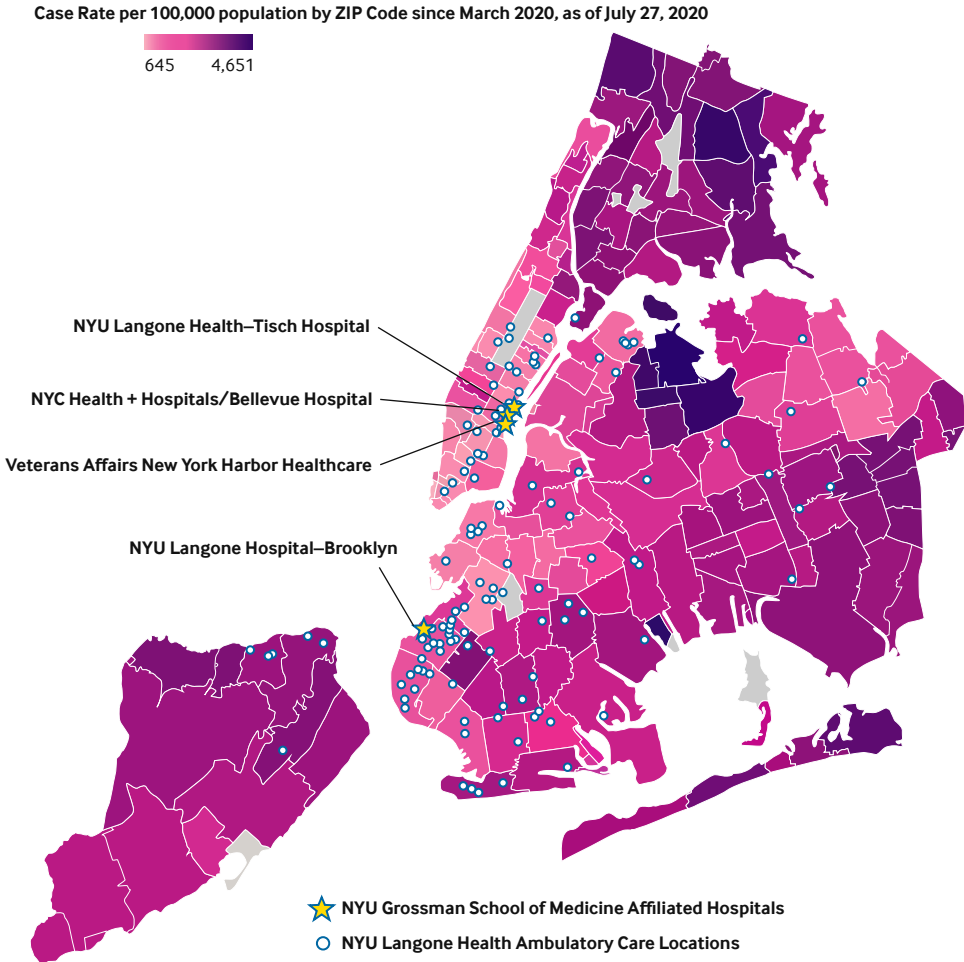 Case Rate per 100,000 population by ZIP Code since March 2020, as of July 27, 2020
645 4,651
NYU Langone Health–Tisch Hospital
NYC Health + Hospitals/Bellevue Hospital
Veterans Affairs New York Harbor Healthcare
NYU Langone Hospital–Brooklyn
NYU Grossman School of Medicine Affiliated Hospitals
NYU Langone Health Ambulatory Care Locations